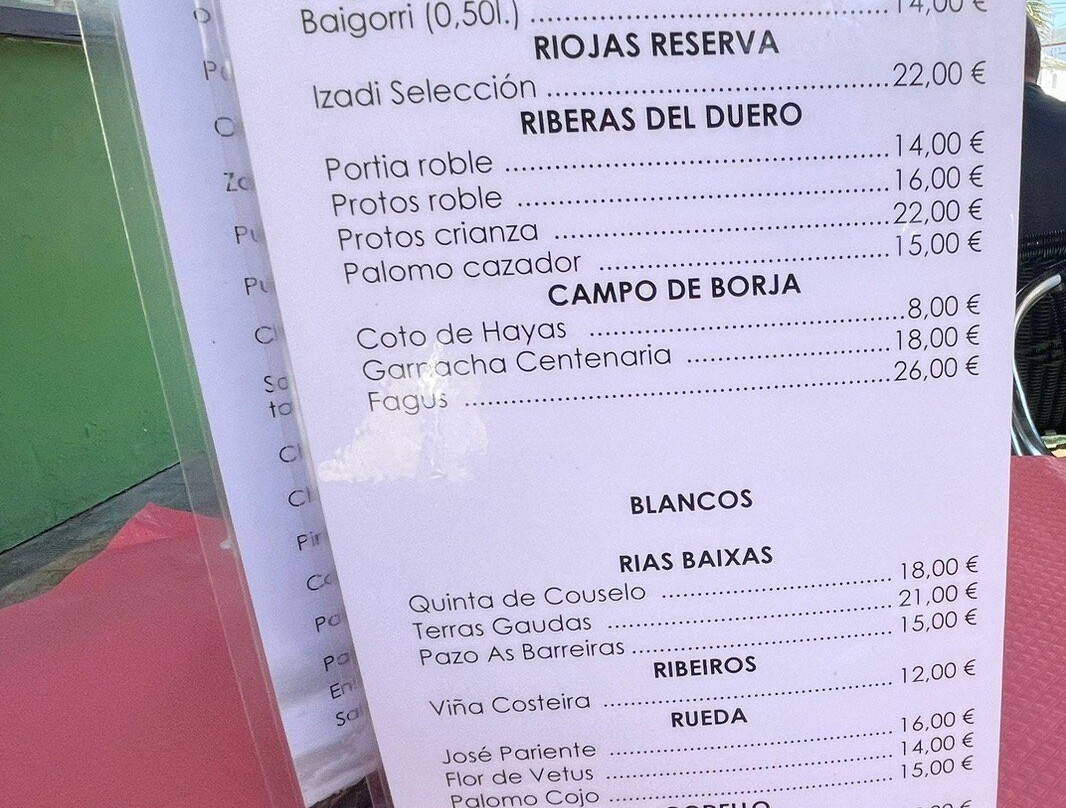 Baigorri (0,50l.) 14,00 €
RIOJAS RESERVA
Izadi Selección 22,00 €
RIBERAS DEL DUERO
Portia roble 14,00 €
Protos roble 16,00 €
Protos crianza 22,00 €
Palomo cazador 15,00 €
CAMPO DE BORJA
Coto de Hayas 8,00 €
Garnacha Centenaria 18,00 €
Fagus 26,00 €
BLANCOS
RIAS BAIXAS
Quinta de Couselo 18,00 €
Terras Gaudas 21,00 €
Pazo As Barreiras 15,00 €
RIBEIROS
Viña Costeira 12,00 €
RUEDA
José Pariente 16,00 €
Flor de Vetus 14,00 €
Palomo Cojo 15,00 €